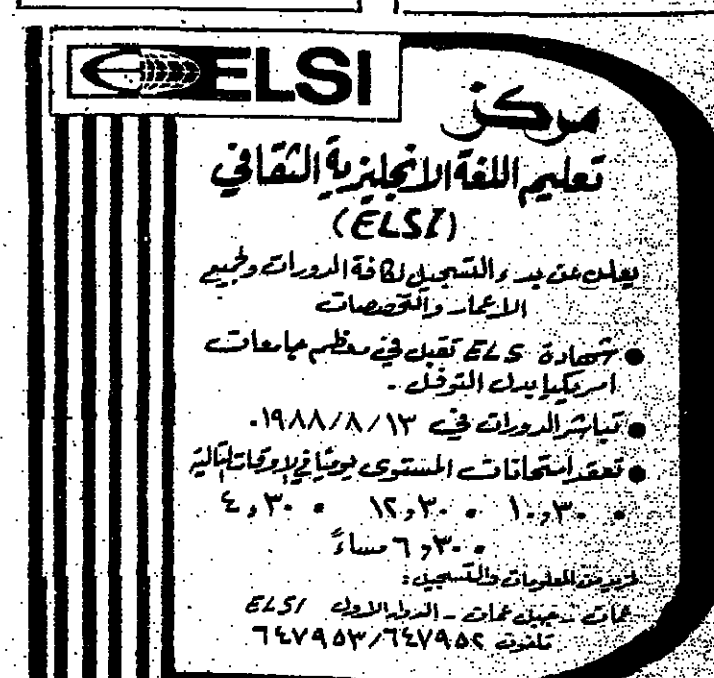 ELSI
مركز
تعليم اللغة الانجليزية الثقافي
(ELSI)
يعلن عن بدء التسجيل لكافة الدورات ولجميع
الاعمار والتخصصات
● شهادة ELS تقبل في معظم جامعات
امريكيا بدل التوفل -
● تباشر الدورات في ١٩٨٨/٨/١٣.
● تعقد امتحانات المستوى يوميا في الاوقات التالية
• ١٠,٣٠ • ١٢,٣٠ • ٤,٣٠
• ٦,٣٠ مساءً
لمزيد من المعلومات والتسجيل:
عمان - جبل عمان - الدوار الاول ELSI
تلفون ٦٤٧٩٥٢/٦٤٧٩٥٣